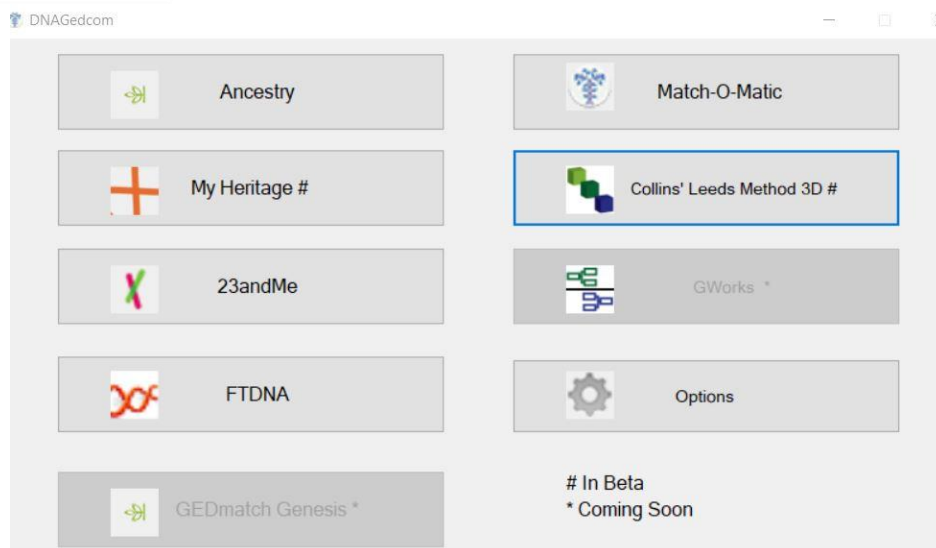 DNAGedcom
Ancestry
Match-O-Matic
My Heritage #
Collins' Leeds Method 3D #
23andMe
GWorks *
FTDNA
Options
GEDmatch Genesis *
# In Beta
* Coming Soon